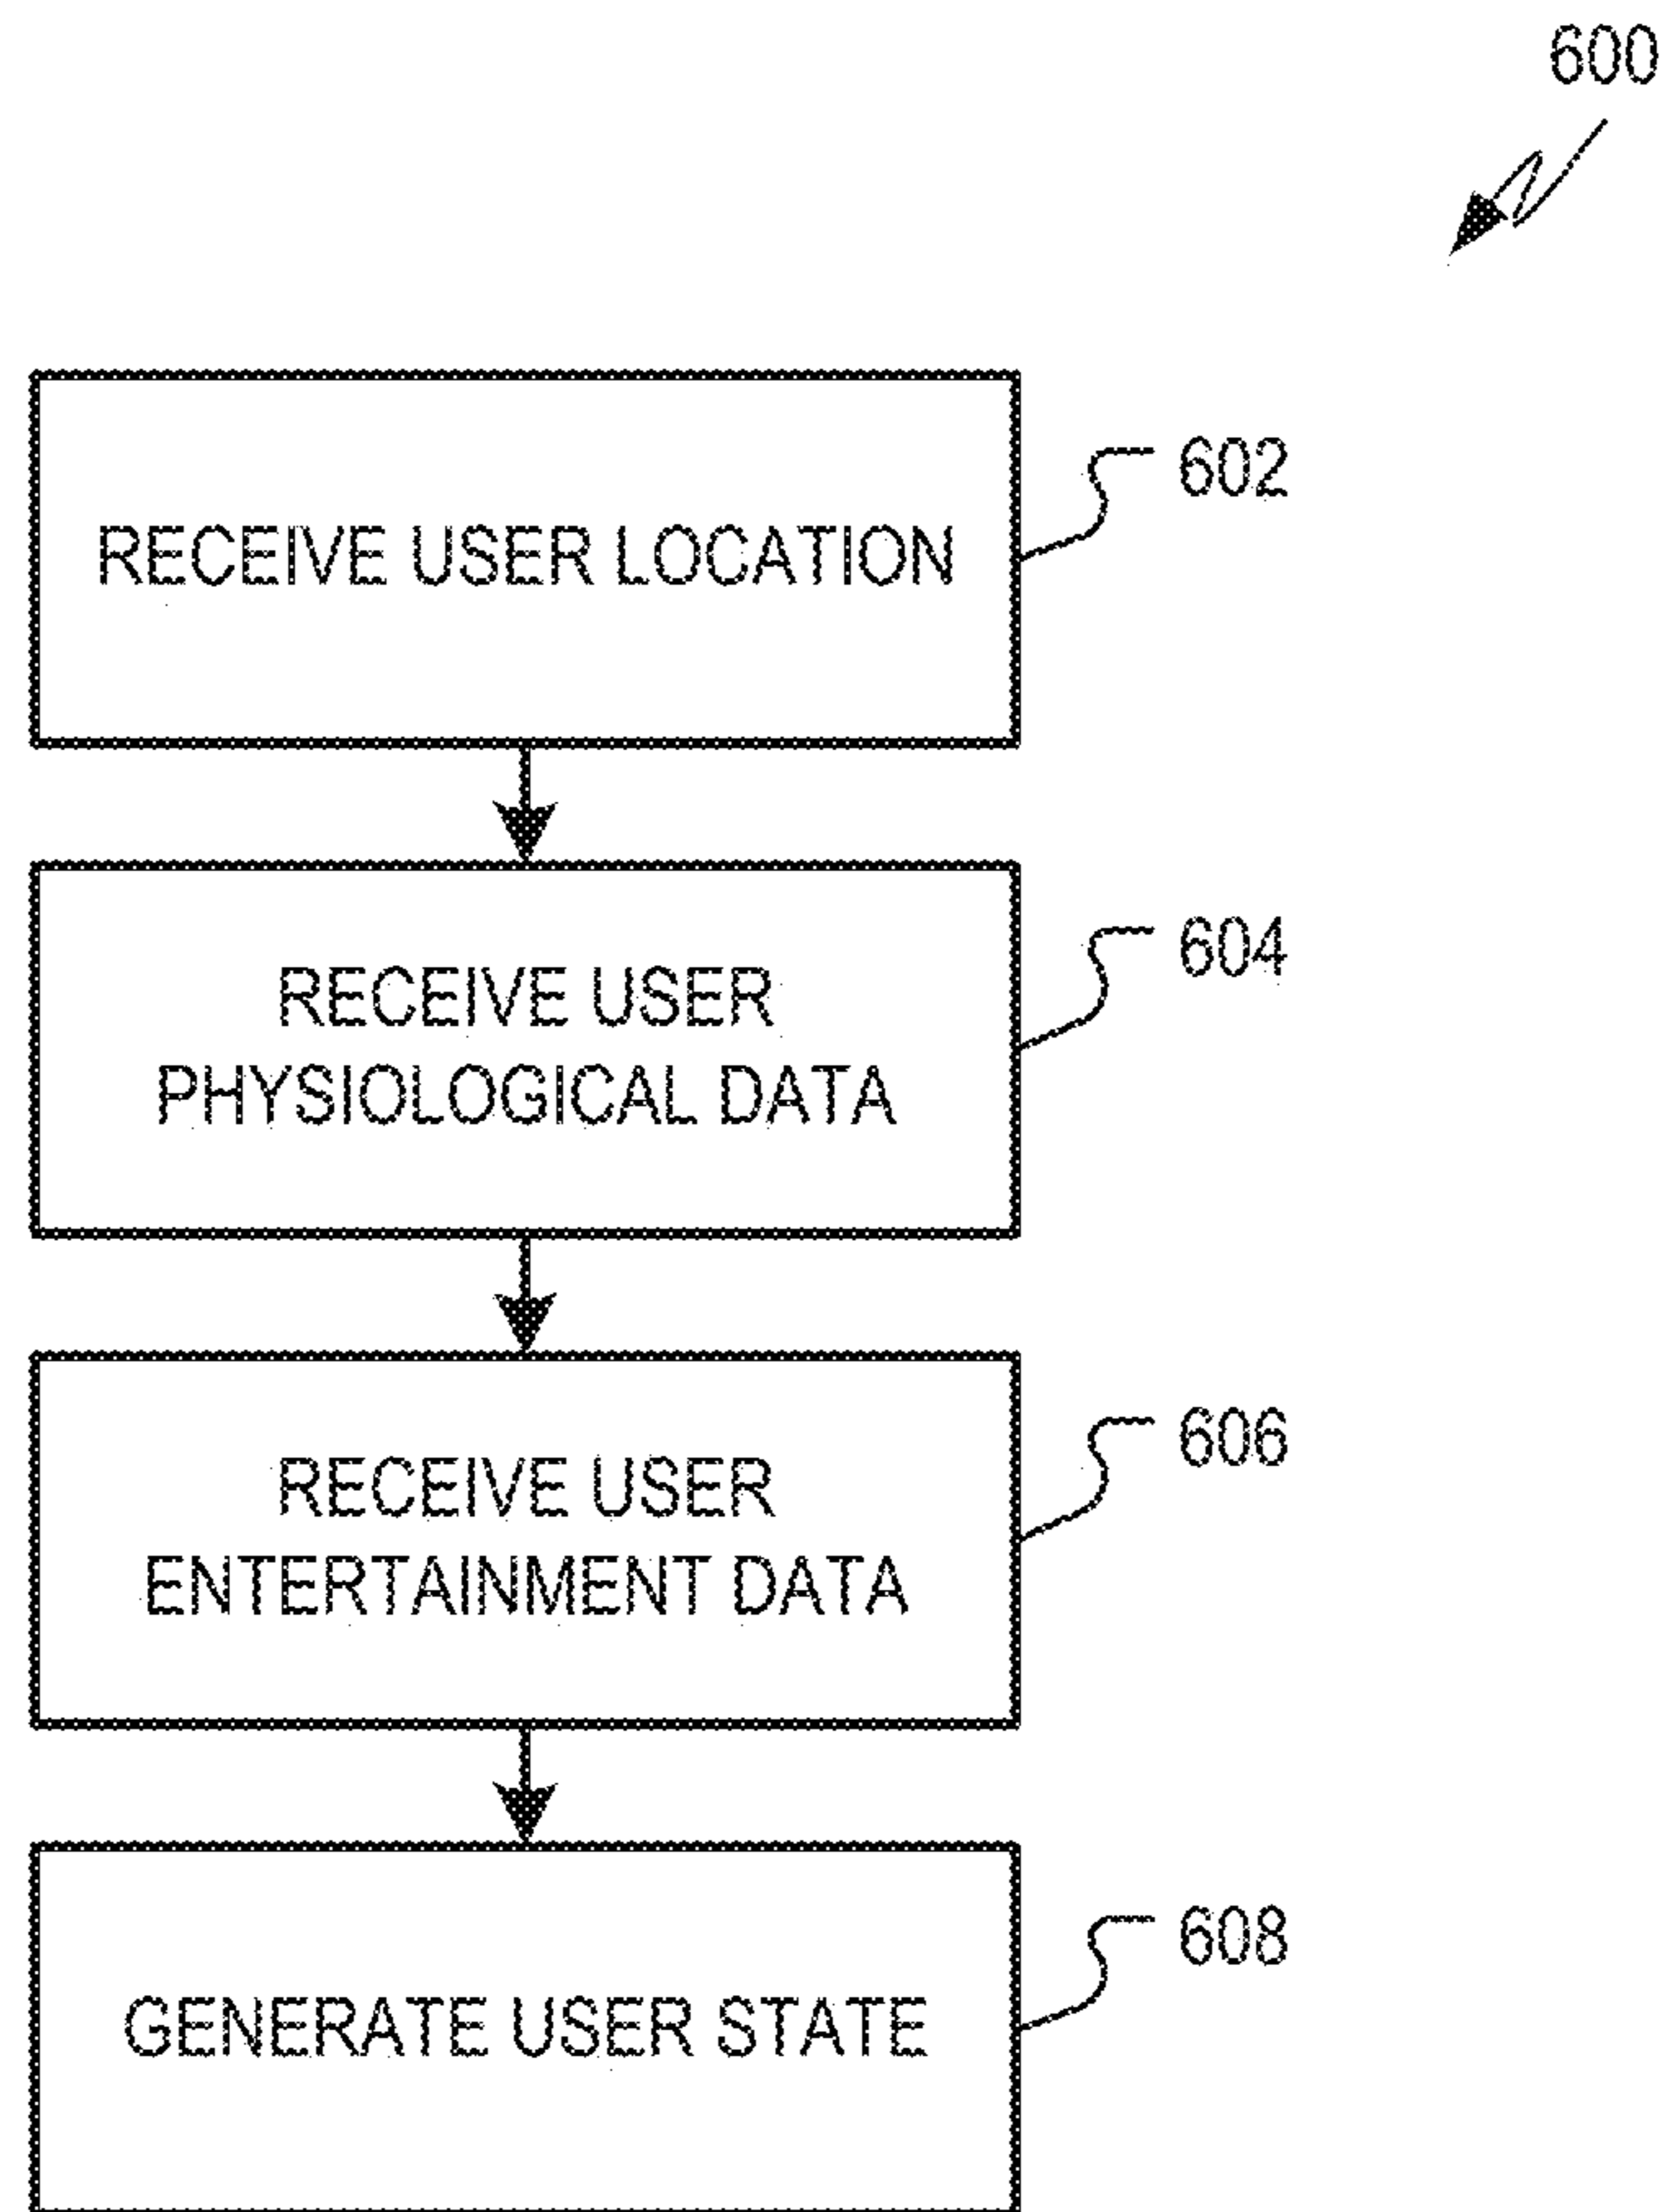 600
RECEIVE USER LOCATION
602
RECEIVE USER
PHYSIOLOGICAL DATA
604
RECEIVE USER
ENTERTAINMENT DATA
606
GENERATE USER STATE
608